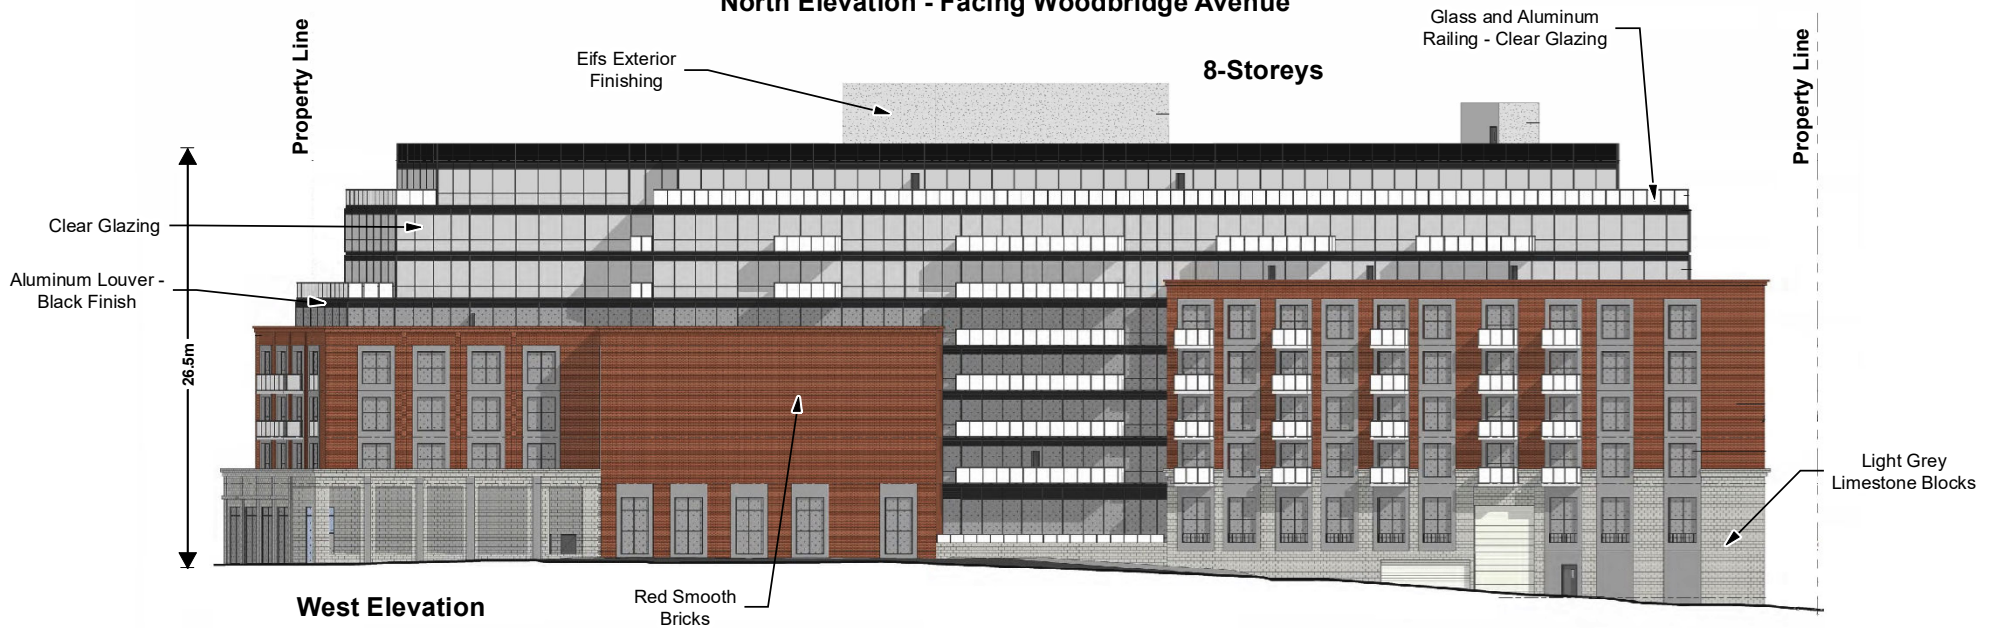 North Elevation - Facing Woodbridge Avenue
Property Line
Eifs Exterior
Finishing
8-Storeys
Glass and Aluminum
Railing - Clear Glazing
Property Line
Clear Glazing
Aluminum Louver -
Black Finish
26.5m
Light Grey
Limestone Blocks
West Elevation
Red Smooth
Bricks